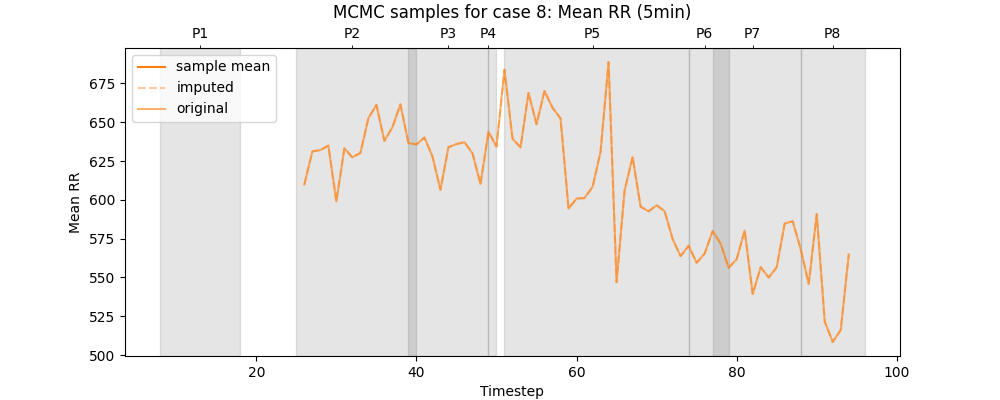 MCMC samples for case 8: Mean RR (5min)
P1 P2 P3 P4 P5 P6 P7 P8
sample mean
imputed
original
Mean RR
675
650
625
600
575
550
525
500
20 40 60 80 100
Timestep